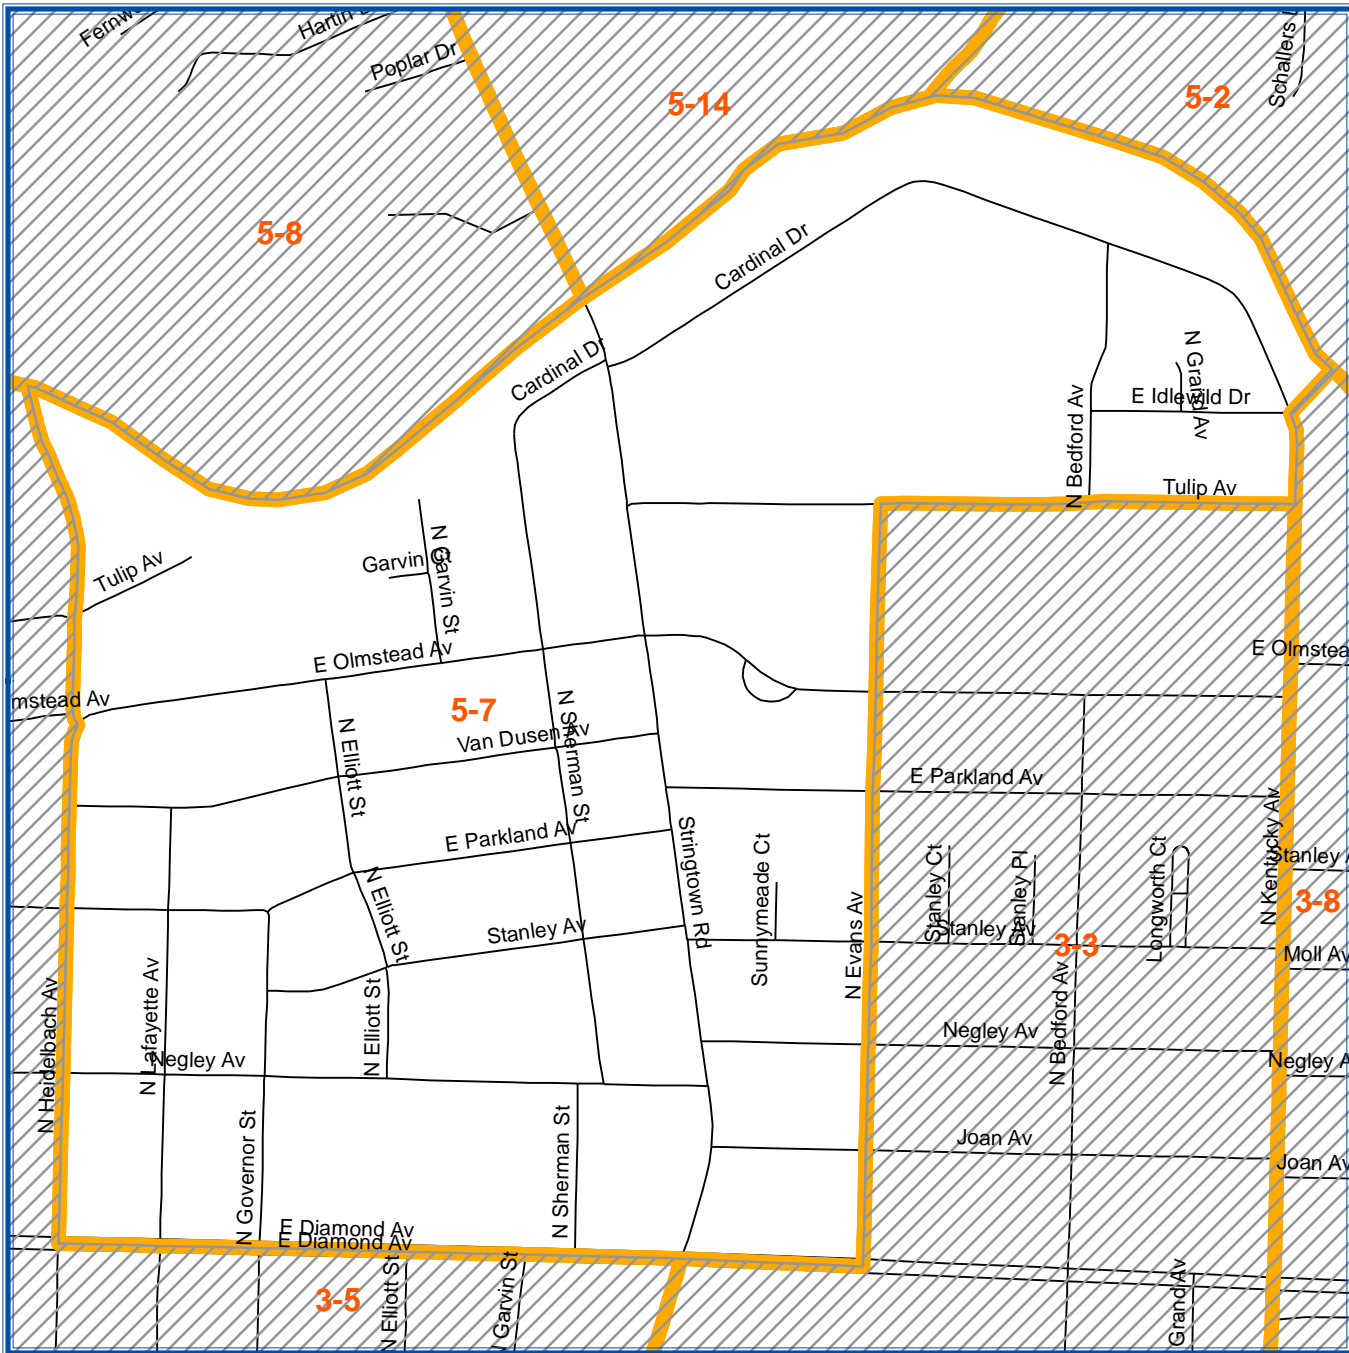 Hartin
Poplar Dr
Schallers
5-14
5-2
5-8
Cardinal Dr
Cardinal Dr
N Grand Av
E Idlewild Dr
N Bedford Av
Tulip Av
Tulip Av
Garvin Ct
N Garvin St
E Olmstead Av
E Olmstea
mstead Av
5-7
N Sherman St
Van Dusen Av
N Elliott St
E Parkland Av
E Parkland Av
N Kentucky Av
Stringtown Rd
Sunnymeade Ct
Stanley Ct
Stanley Pl
Longworth Ct
Stanley A
3-8
N Elliott St
Stanley Av
Stanley Av
3-3
Moll Av
N Evans Av
N Heidelbach Av
N Lafayette Av
N Elliott St
N Bedford Av
Negley Av
Negley Av
Negley A
N Governor St
N Sherman St
Joan Av
Joan Av
E Diamond Av
E Diamond Av
3-5
N Elliott St
N Garvin St
Grand Av